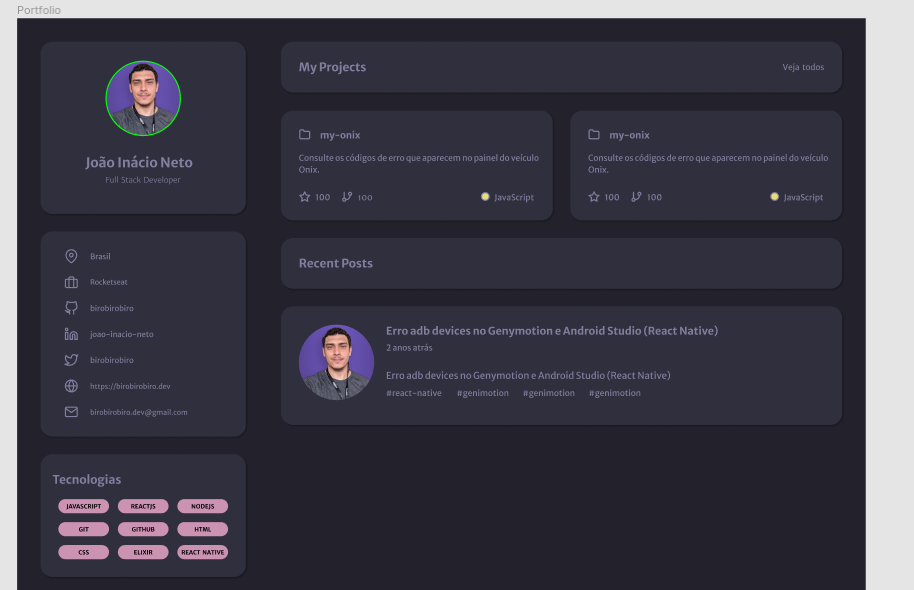 Portfolio
João Inácio Neto
Full Stack Developer
Brasil
Rocketseat
birobirobiro
joao-inacio-neto
birobirobiro
https://birobirobiro.dev
birobirobiro.dev@gmail.com
Tecnologias
JAVASCRIPT REACTJS NODEJS
GIT GITHUB HTML
CSS ELIXIR REACT NATIVE
My Projects Veja todos
my-onix
Consulte os códigos de erro que aparecem no painel do veículo
Onix.
100 100 JavaScript
my-onix
Consulte os códigos de erro que aparecem no painel do veículo
Onix.
100 100 JavaScript
Recent Posts
Erro adb devices no Genymotion e Android Studio (React Native)
2 anos atrás
Erro adb devices no Genymotion e Android Studio (React Native)
#react-native #genimotion #genimotion #genimotion